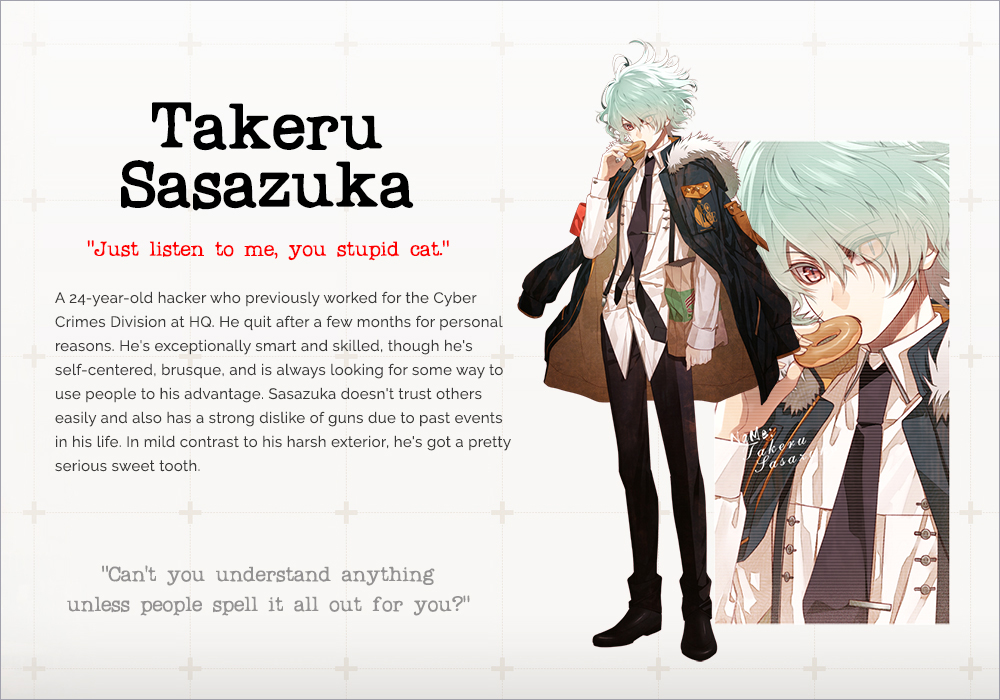 Takeru
Sasazuka
"Just listen to me, you stupid cat."
A 24-year-old hacker who previously worked for the Cyber
Crimes Division at HQ. He quit after a few months for personal
reasons. He's exceptionally smart and skilled, though he's
self-centered, brusque, and is always looking for some way to
use people to his advantage. Sasazuka doesn't trust others
easily and also has a strong dislike of guns due to past events
in his life. In mild contrast to his harsh exterior, he's got a pretty
serious sweet tooth.
"Can't you understand anything
unless people spell it all out for you?"
NaMe:
Takeru
Sasaz